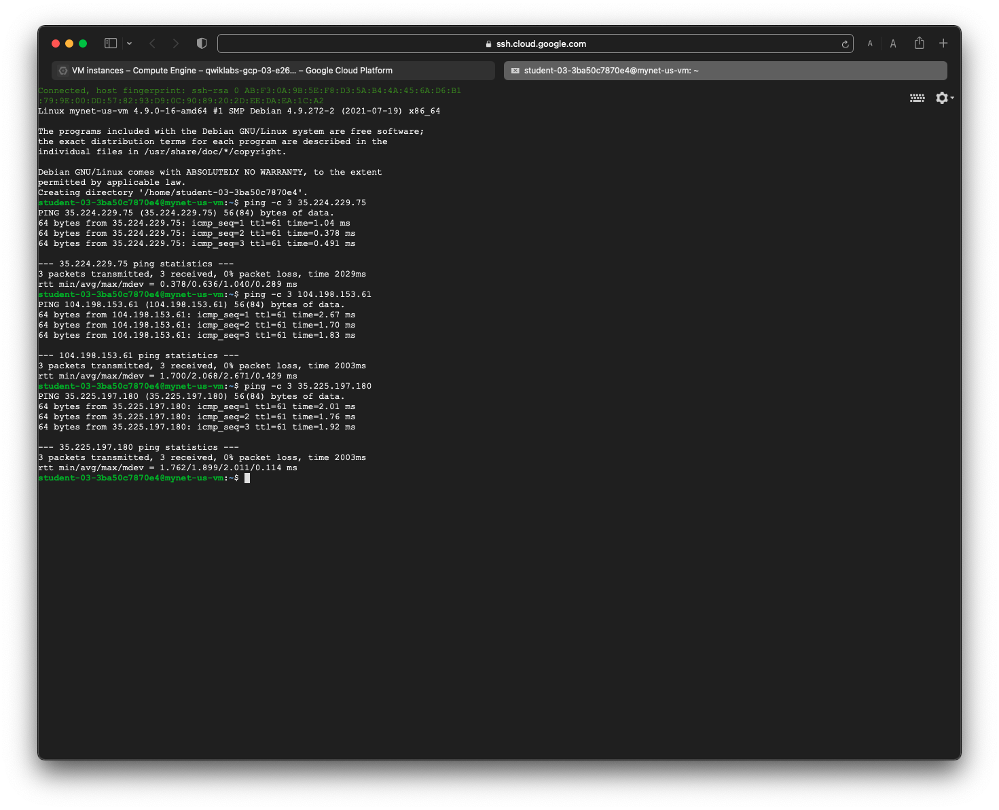 ssh.cloud.google.com
A
A
VM instances – Compute Engine – qwiklabs-gcp-03-e26... – Google Cloud Platform
student-03-3ba50c7870e4@mynet-us-vm: ~
Connected, host fingerprint: ssh-rsa 0 AB:F3:0A:9B:5E:F8:D3:5A:B4:4A:45:6A:D6:B1
:79:9E:00:DD:57:82:93:D9:0C:90:89:20:2D:EE:DA:EA:1C:A2
Linux mynet-us-vm 4.9.0-16-amd64 #1 SMP Debian 4.9.272-2 (2021-07-19) x86_64
The programs included with the Debian GNU/Linux system are free software;
the exact distribution terms for each program are described in the
individual files in /usr/share/doc/*/copyright.
Debian GNU/Linux comes with ABSOLUTELY NO WARRANTY, to the extent
permitted by applicable law.
Creating directory '/home/student-03-3ba50c7870e4'.
student-03-3ba50c7870e4@mynet-us-vm:~$ ping -c 3 35.224.229.75
PING 35.224.229.75 (35.224.229.75) 56(84) bytes of data.
64 bytes from 35.224.229.75: icmp_seq=1 ttl=61 time=1.04 ms
64 bytes from 35.224.229.75: icmp_seq=2 ttl=61 time=0.378 ms
64 bytes from 35.224.229.75: icmp_seq=3 ttl=61 time=0.491 ms
--- 35.224.229.75 ping statistics ---
3 packets transmitted, 3 received, 0% packet loss, time 2029ms
rtt min/avg/max/mdev = 0.378/0.636/1.040/0.289 ms
student-03-3ba50c7870e4@mynet-us-vm:~$ ping -c 3 104.198.153.61
PING 104.198.153.61 (104.198.153.61) 56(84) bytes of data.
64 bytes from 104.198.153.61: icmp_seq=1 ttl=61 time=2.67 ms
64 bytes from 104.198.153.61: icmp_seq=2 ttl=61 time=1.70 ms
64 bytes from 104.198.153.61: icmp_seq=3 ttl=61 time=1.83 ms
--- 104.198.153.61 ping statistics ---
3 packets transmitted, 3 received, 0% packet loss, time 2003ms
rtt min/avg/max/mdev = 1.700/2.068/2.671/0.429 ms
student-03-3ba50c7870e4@mynet-us-vm:~$ ping -c 3 35.225.197.180
PING 35.225.197.180 (35.225.197.180) 56(84) bytes of data.
64 bytes from 35.225.197.180: icmp_seq=1 ttl=61 time=2.01 ms
64 bytes from 35.225.197.180: icmp_seq=2 ttl=61 time=1.76 ms
64 bytes from 35.225.197.180: icmp_seq=3 ttl=61 time=1.92 ms
--- 35.225.197.180 ping statistics ---
3 packets transmitted, 3 received, 0% packet loss, time 2003ms
rtt min/avg/max/mdev = 1.762/1.899/2.011/0.114 ms
student-03-3ba50c7870e4@mynet-us-vm:~$